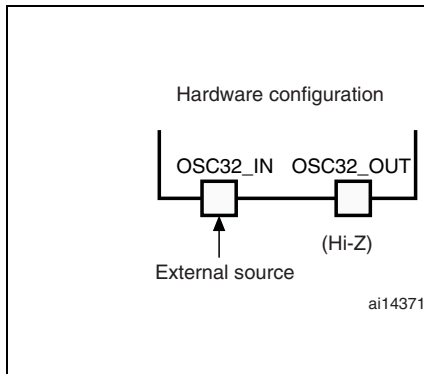 Hardware configuration
OSC32_IN OSC32_OUT
(Hi-Z)
External source
ai14371